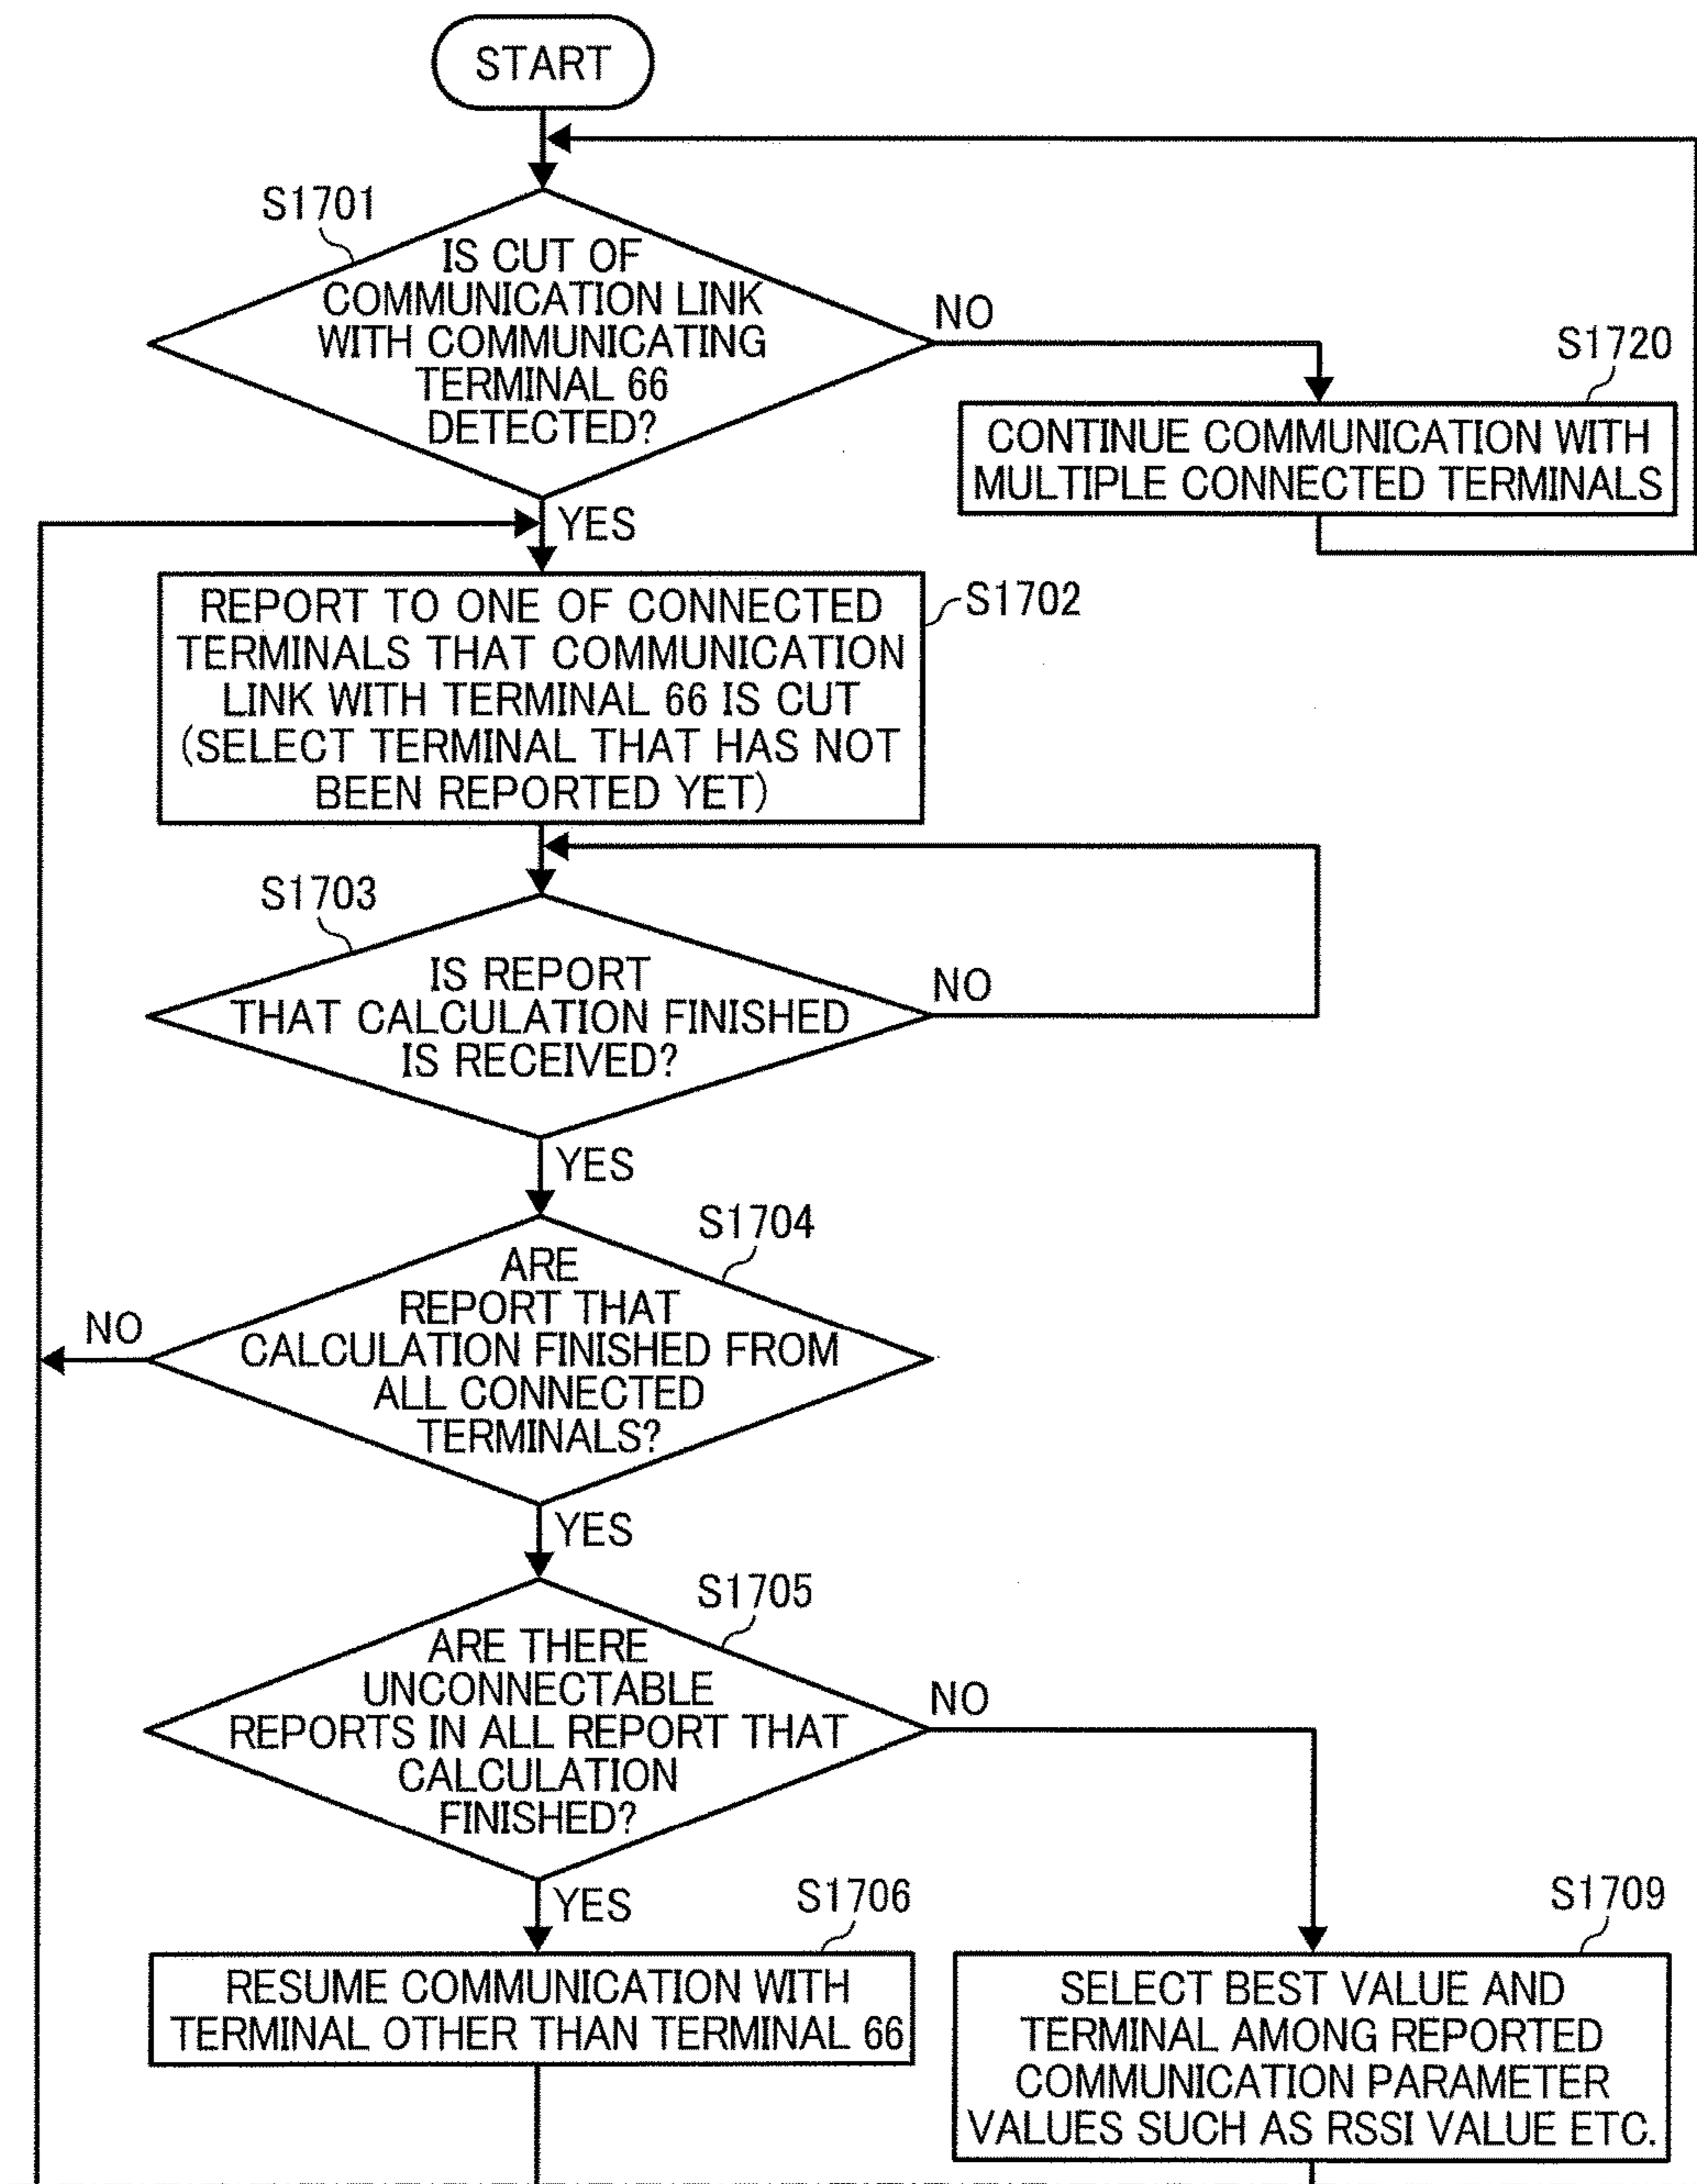 START
S1701
IS CUT OF
COMMUNICATION LINK
WITH COMMUNICATING
TERMINAL 66
DETECTED?
NO
S1720
CONTINUE COMMUNICATION WITH
MULTIPLE CONNECTED TERMINALS
YES
S1702
REPORT TO ONE OF CONNECTED
TERMINALS THAT COMMUNICATION
LINK WITH TERMINAL 66 IS CUT
(SELECT TERMINAL THAT HAS NOT
BEEN REPORTED YET)
S1703
IS REPORT
THAT CALCULATION FINISHED
IS RECEIVED?
NO
YES
S1704
ARE
REPORT THAT
CALCULATION FINISHED FROM
ALL CONNECTED
TERMINALS?
NO
YES
S1705
ARE THERE
UNCONNECTABLE
REPORTS IN ALL REPORT THAT
CALCULATION
FINISHED?
NO
YES
S1706
RESUME COMMUNICATION WITH
TERMINAL OTHER THAN TERMINAL 66
S1709
SELECT BEST VALUE AND
TERMINAL AMONG REPORTED
COMMUNICATION PARAMETER
VALUES SUCH AS RSSI VALUE ETC.